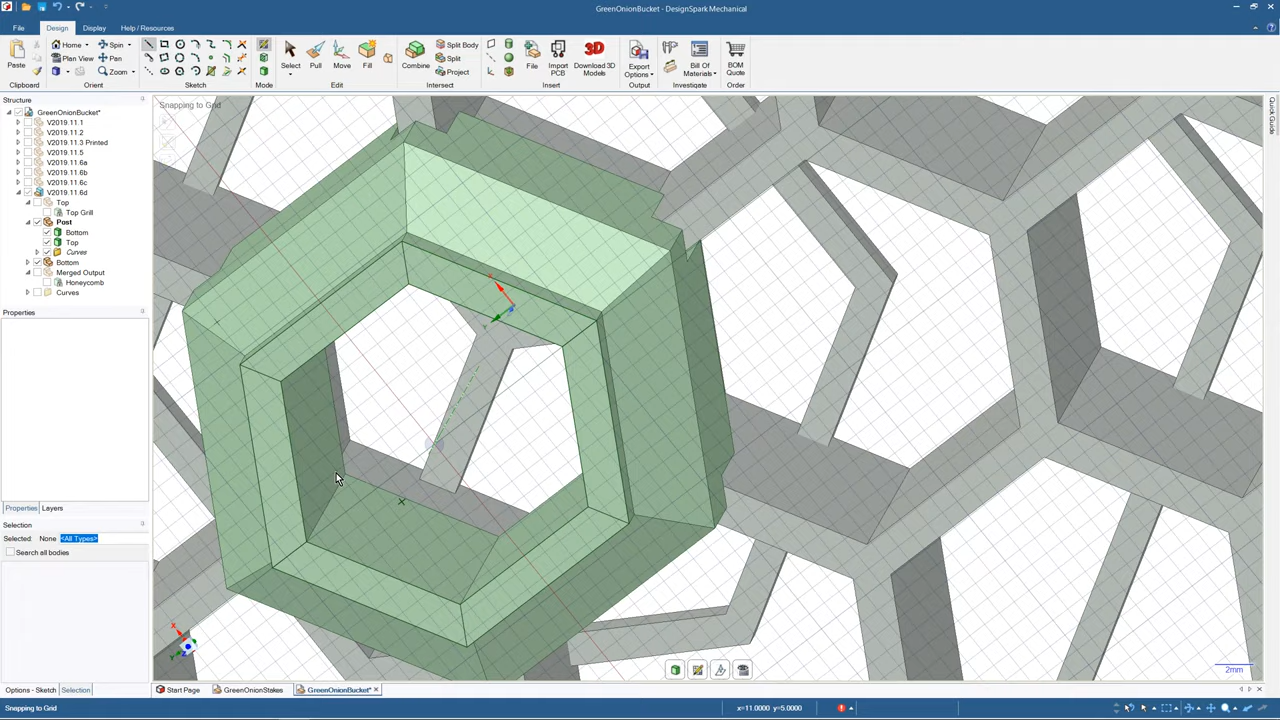 GreenOnionBucket - DesignSpark Mechanical
File Design Display Help / Resources
Paste
Home Spin
Plan View Pan
Zoom
Select Pull Move Fill
Combine
Split Body
Split
Project
File
Import PCB
Download 3D Models
Export Options
Bill Of Materials
BOM Quote
Clipboard Orient Sketch Mode Edit Intersect Insert Output Investigate Order
Structure
GreenOnionBucket*
V2019.11.1
V2019.11.2
V2019.11.3 Printed
V2019.11.5
V2019.11.6a
V2019.11.6b
V2019.11.6c
V2019.11.6d
Top
Top Grill
Post
Bottom
Top
Curves
Bottom
Merged Output
Honeycomb
Curves
Properties
Properties Layers
Selection
Selected: None <All Types>
Search all bodies
Options - Sketch Selection
Snapping to Grid
Quick Guide
X
Y
X
Y
Z
2mm
Start Page GreenOnionStakes GreenOnionBucket*
Snapping to Grid
x=11.0000 y=5.0000